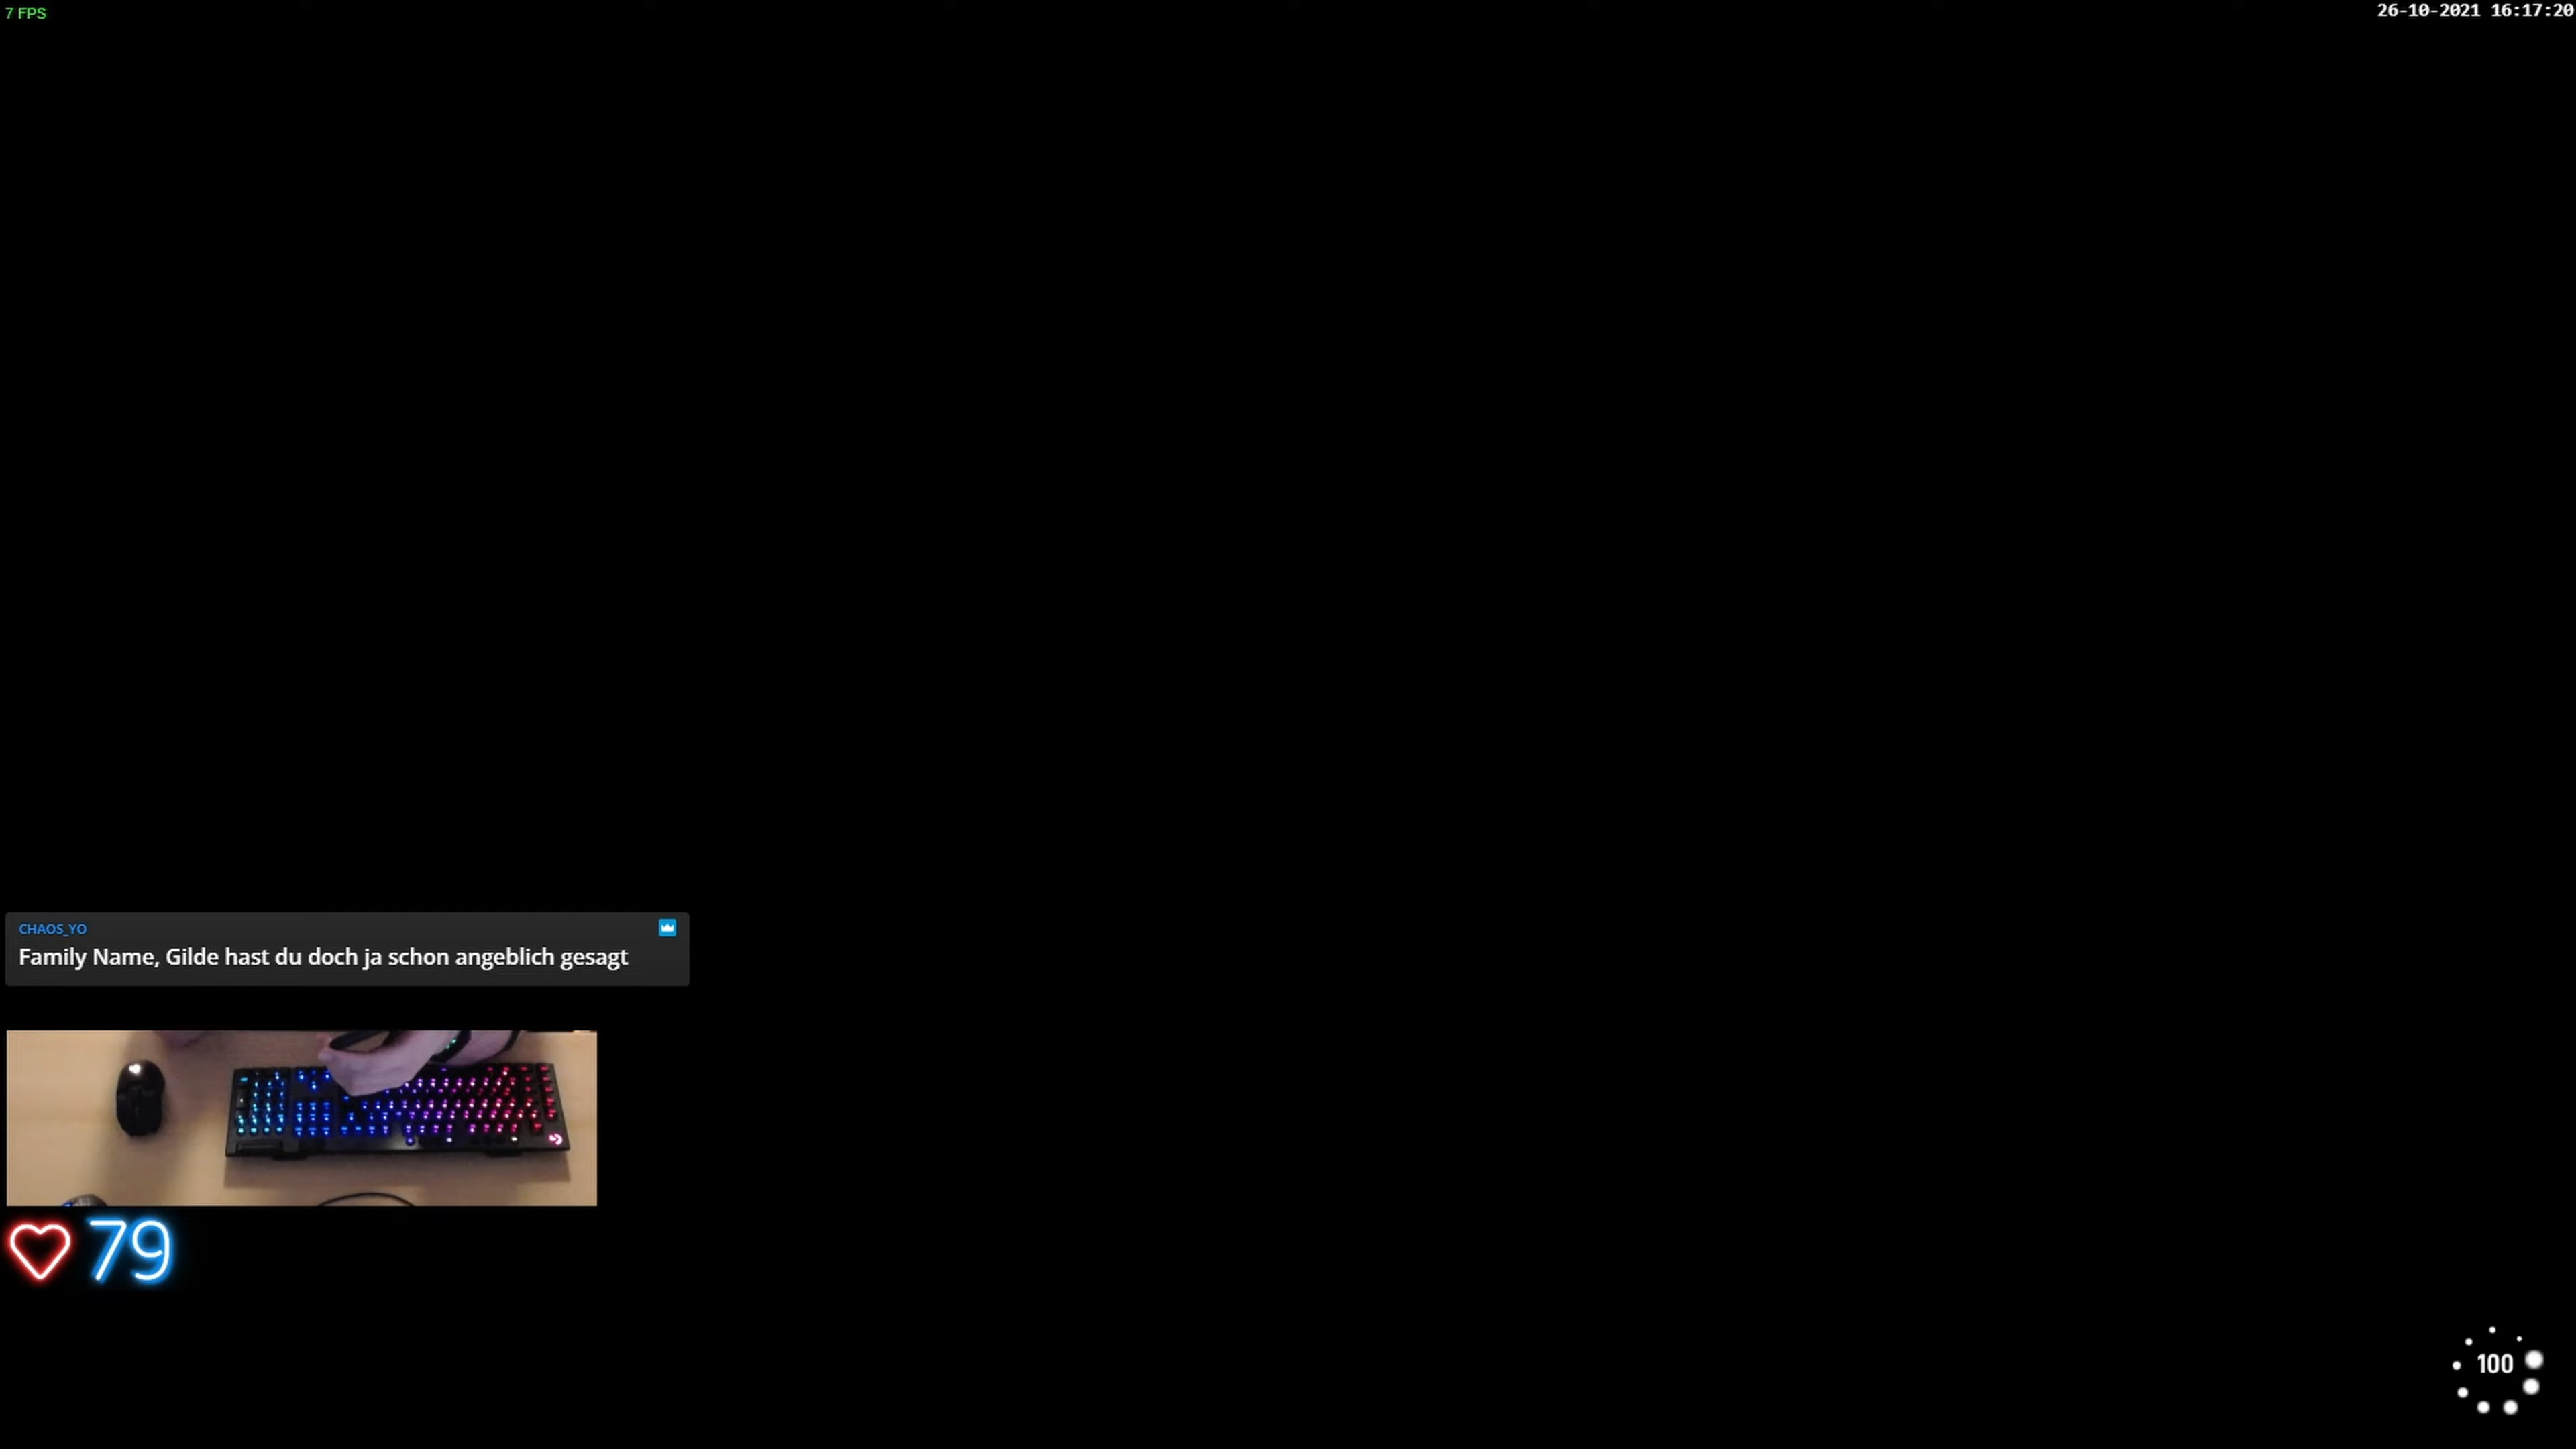 7 FPS
26-10-2021 16:17:20
CHAOS_YO
Family Name, Gilde hast du doch ja schon angeblich gesagt
79
100